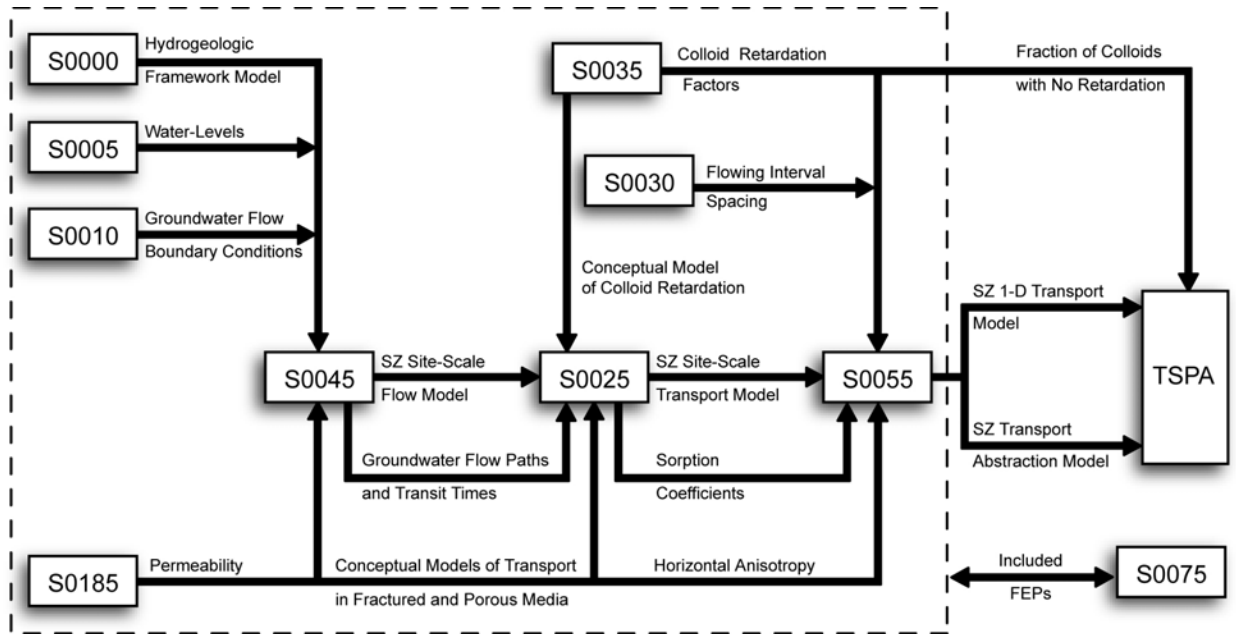 S0000
Hydrogeologic
Framework Model
S0005
Water-Levels
S0010
Groundwater Flow
Boundary Conditions
S0035
Colloid Retardation
Factors
Fraction of Colloids
with No Retardation
S0030
Flowing Interval
Spacing
Conceptual Model
of Colloid Retardation
S0045
SZ Site-Scale
Flow Model
S0025
SZ Site-Scale
Transport Model
S0055
SZ 1-D Transport
Model
SZ Transport
Abstraction Model
TSPA
Groundwater Flow Paths
and Transit Times
Sorption
Coefficients
S0185
Permeability
Conceptual Models of Transport
in Fractured and Porous Media
Horizontal Anisotropy
Included
FEPs
S0075